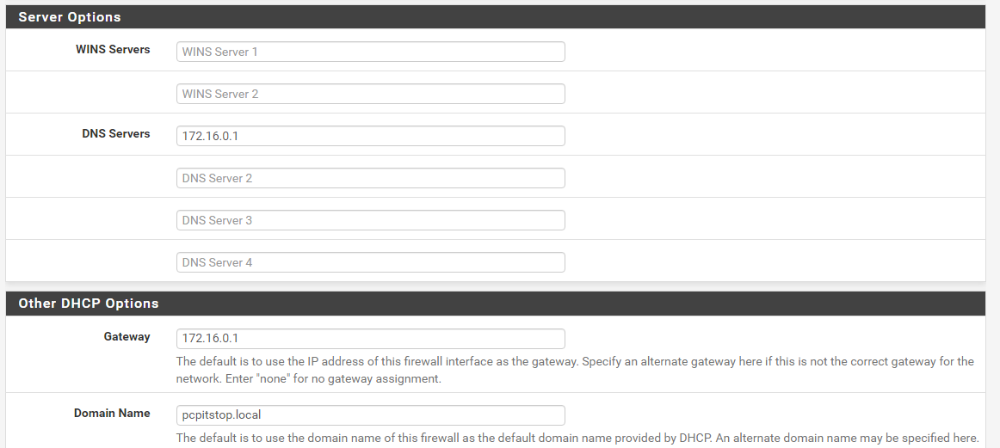 Server Options
WINS Servers
WINS Server 1
WINS Server 2
DNS Servers
172.16.0.1
DNS Server 2
DNS Server 3
DNS Server 4
Other DHCP Options
Gateway
172.16.0.1
The default is to use the IP address of this firewall interface as the gateway. Specify an alternate gateway here if this is not the correct gateway for the
network. Enter "none" for no gateway assignment.
Domain Name
pcpitstop.local
The default is to use the domain name of this firewall as the default domain name provided by DHCP. An alternate domain name may be specified here.